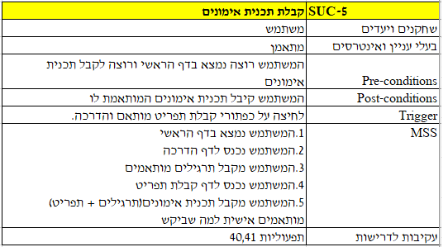 SUC-5 קבלת תכנית אימונים
שחקנים ויעדים משתמש
בעלי עניין ואינטרסים מתאמן
המשתמש רוצה נמצא בדף הראשי ורוצה לקבל תכנית
Pre-conditions אימונים
Post-conditions המשתמש קיבל תכנית אימונים המותאמת לו
Trigger לחיצה על כפתורי קבלת תפריט מותאם והדרכה.
MSS 1.המשתמש נמצא בדף הראשי
2.המשתמש נכנס לדף הדרכה
3.המשתמש מקבל תרגילים מותאמים
4.המשתמש נכנס לדף קבלת תפריט
5.המשתמש מקבל תכנית אימונים(תרגילים + תפריט)
מותאמים אישית למה שביקש
עקיבות לדרישות תפעוליות 40,41